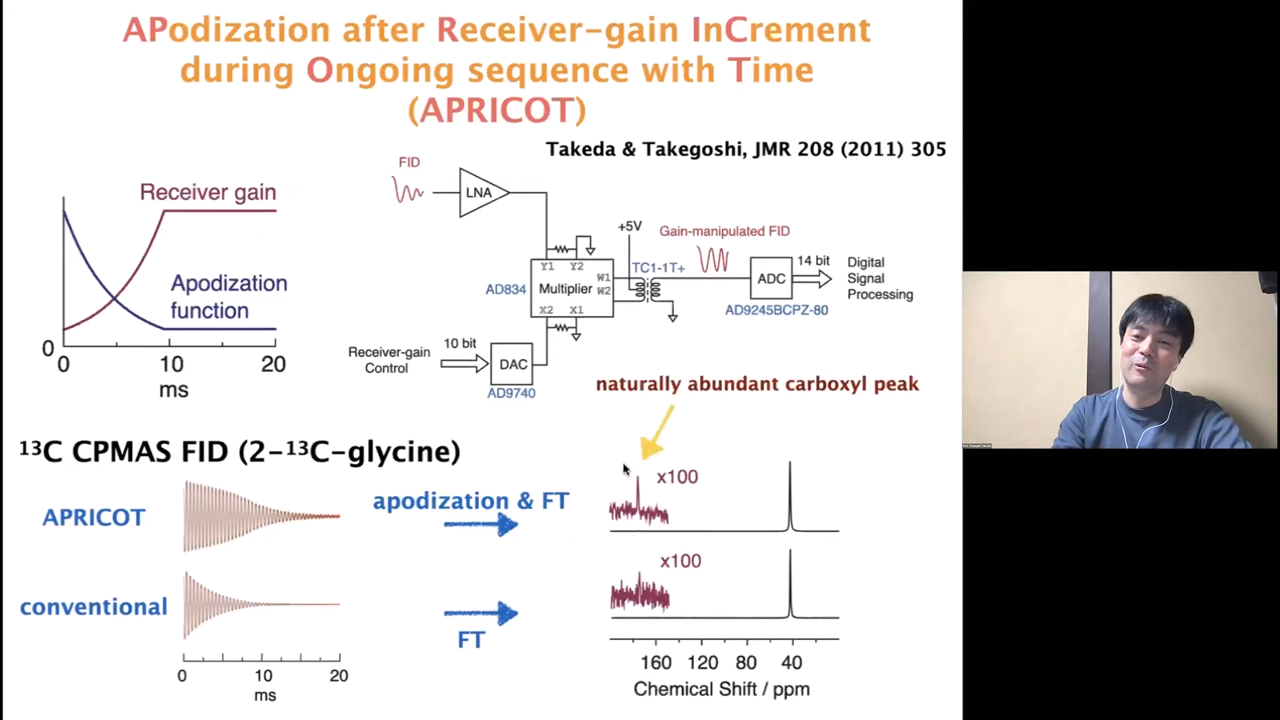 APodization after Receiver-gain InCrement
during Ongoing sequence with Time
(APRICOT)
Takeda & Takegoshi, JMR 208 (2011) 305
Receiver gain
Apodization
function
0
0 10 20
ms
FID
LNA
+5V
Gain-manipulated FID
Y1 Y2
W1
W2
X2 X1
AD834
Multiplier
TC1-1T+
ADC
14 bit
Digital
Signal
Processing
AD9245BCPZ-80
Receiver-gain
Control
10 bit
DAC
AD9740
naturally abundant carboxyl peak
¹³C CPMAS FID (2-¹³C-glycine)
APRICOT
apodization & FT
x100
conventional
FT
x100
0 10 20
ms
160 120 80 40
Chemical Shift / ppm